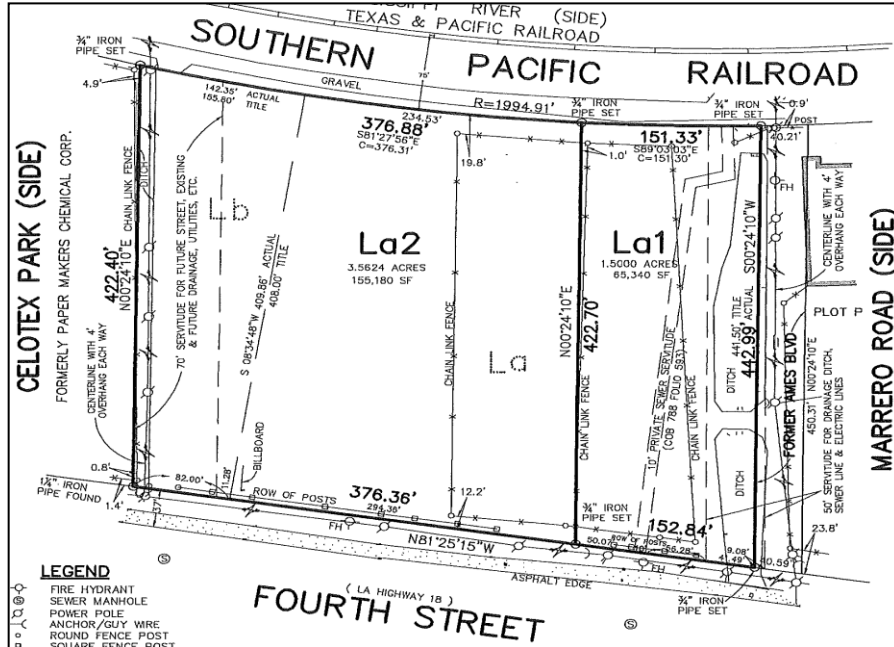 RIVER (SIDE)
TEXAS & PACIFIC RAILROAD
SOUTHERN PACIFIC RAILROAD
¾" IRON
PIPE SET
4.9'
GRAVEL
75'
R=1994.91'
¾" IRON
PIPE SET
¾" IRON
PIPE SET
0.9'
POST
40.21'
142.35' ACTUAL
TITLE
234.53'
376.88'
S81°27'56"E
C=376.31'
151.33'
S89°03'03"E
C=151.30'
19.8'
1.0'
FH
CELOTEX PARK (SIDE)
FORMERLY PAPER MAKERS CHEMICAL CORP.
422.40'
N00°24'10"E
CHAIN LINK FENCE
DITCH
CENTERLINE WITH 4'
OVERHANG EACH WAY
70' SERVITUDE FOR FUTURE STREET, EXISTING
& FUTURE DRAINAGE, UTILITIES, ETC.
Lb
S 08°34'48"W 409.86' ACTUAL
408.00' TITLE
BILLBOARD
La2
3.5624 ACRES
155,180 SF
CHAIN LINK FENCE
La
N00°24'10"E
422.70'
CHAIN LINK FENCE
La1
1.5000 ACRES
65,340 SF
10' PRIVATE SEWER SERVITUDE
(COB 788 FOLIO 593)
CHAIN LINK FENCE
DITCH
DITCH
441.50' TITLE
442.99' ACTUAL
S00°24'10"W
FORMER AMES BLVD
450.31' N00°24'10"E
CENTERLINE WITH 4'
OVERHANG EACH WAY
PLOT P
50' SERVITUDE FOR DRAINAGE DITCH,
SEWER LINE & ELECTRIC LINES
MARRERO ROAD (SIDE)
0.8'
1¼" IRON
PIPE FOUND
1.4'
37'
82.00'
11.28'
ROW OF POSTS
294.36'
376.36'
12.2'
¾" IRON
PIPE SET
152.84'
50.07'
ROW OF POSTS
9.08'
23.8'
FH
N81°25'15"W
FH
ASPHALT EDGE
¾" IRON
PIPE SET
( LA HIGHWAY 18 )
FOURTH STREET
LEGEND
FIRE HYDRANT
SEWER MANHOLE
POWER POLE
ANCHOR/GUY WIRE
ROUND FENCE POST
SQUARE FENCE POST